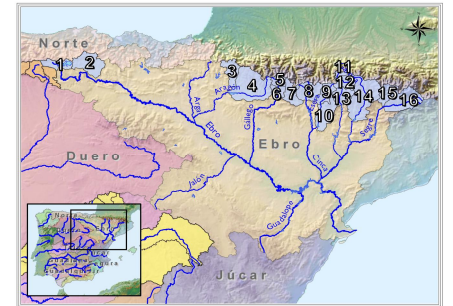 Norte
1
2
3
4
5
6
7
8
9
10
11
12
13
14
15
16
Aragón
Arga
Ebro
Gállego
Ebro
Cinca
Segre
Duero
Jalón
Guadalope
Júcar